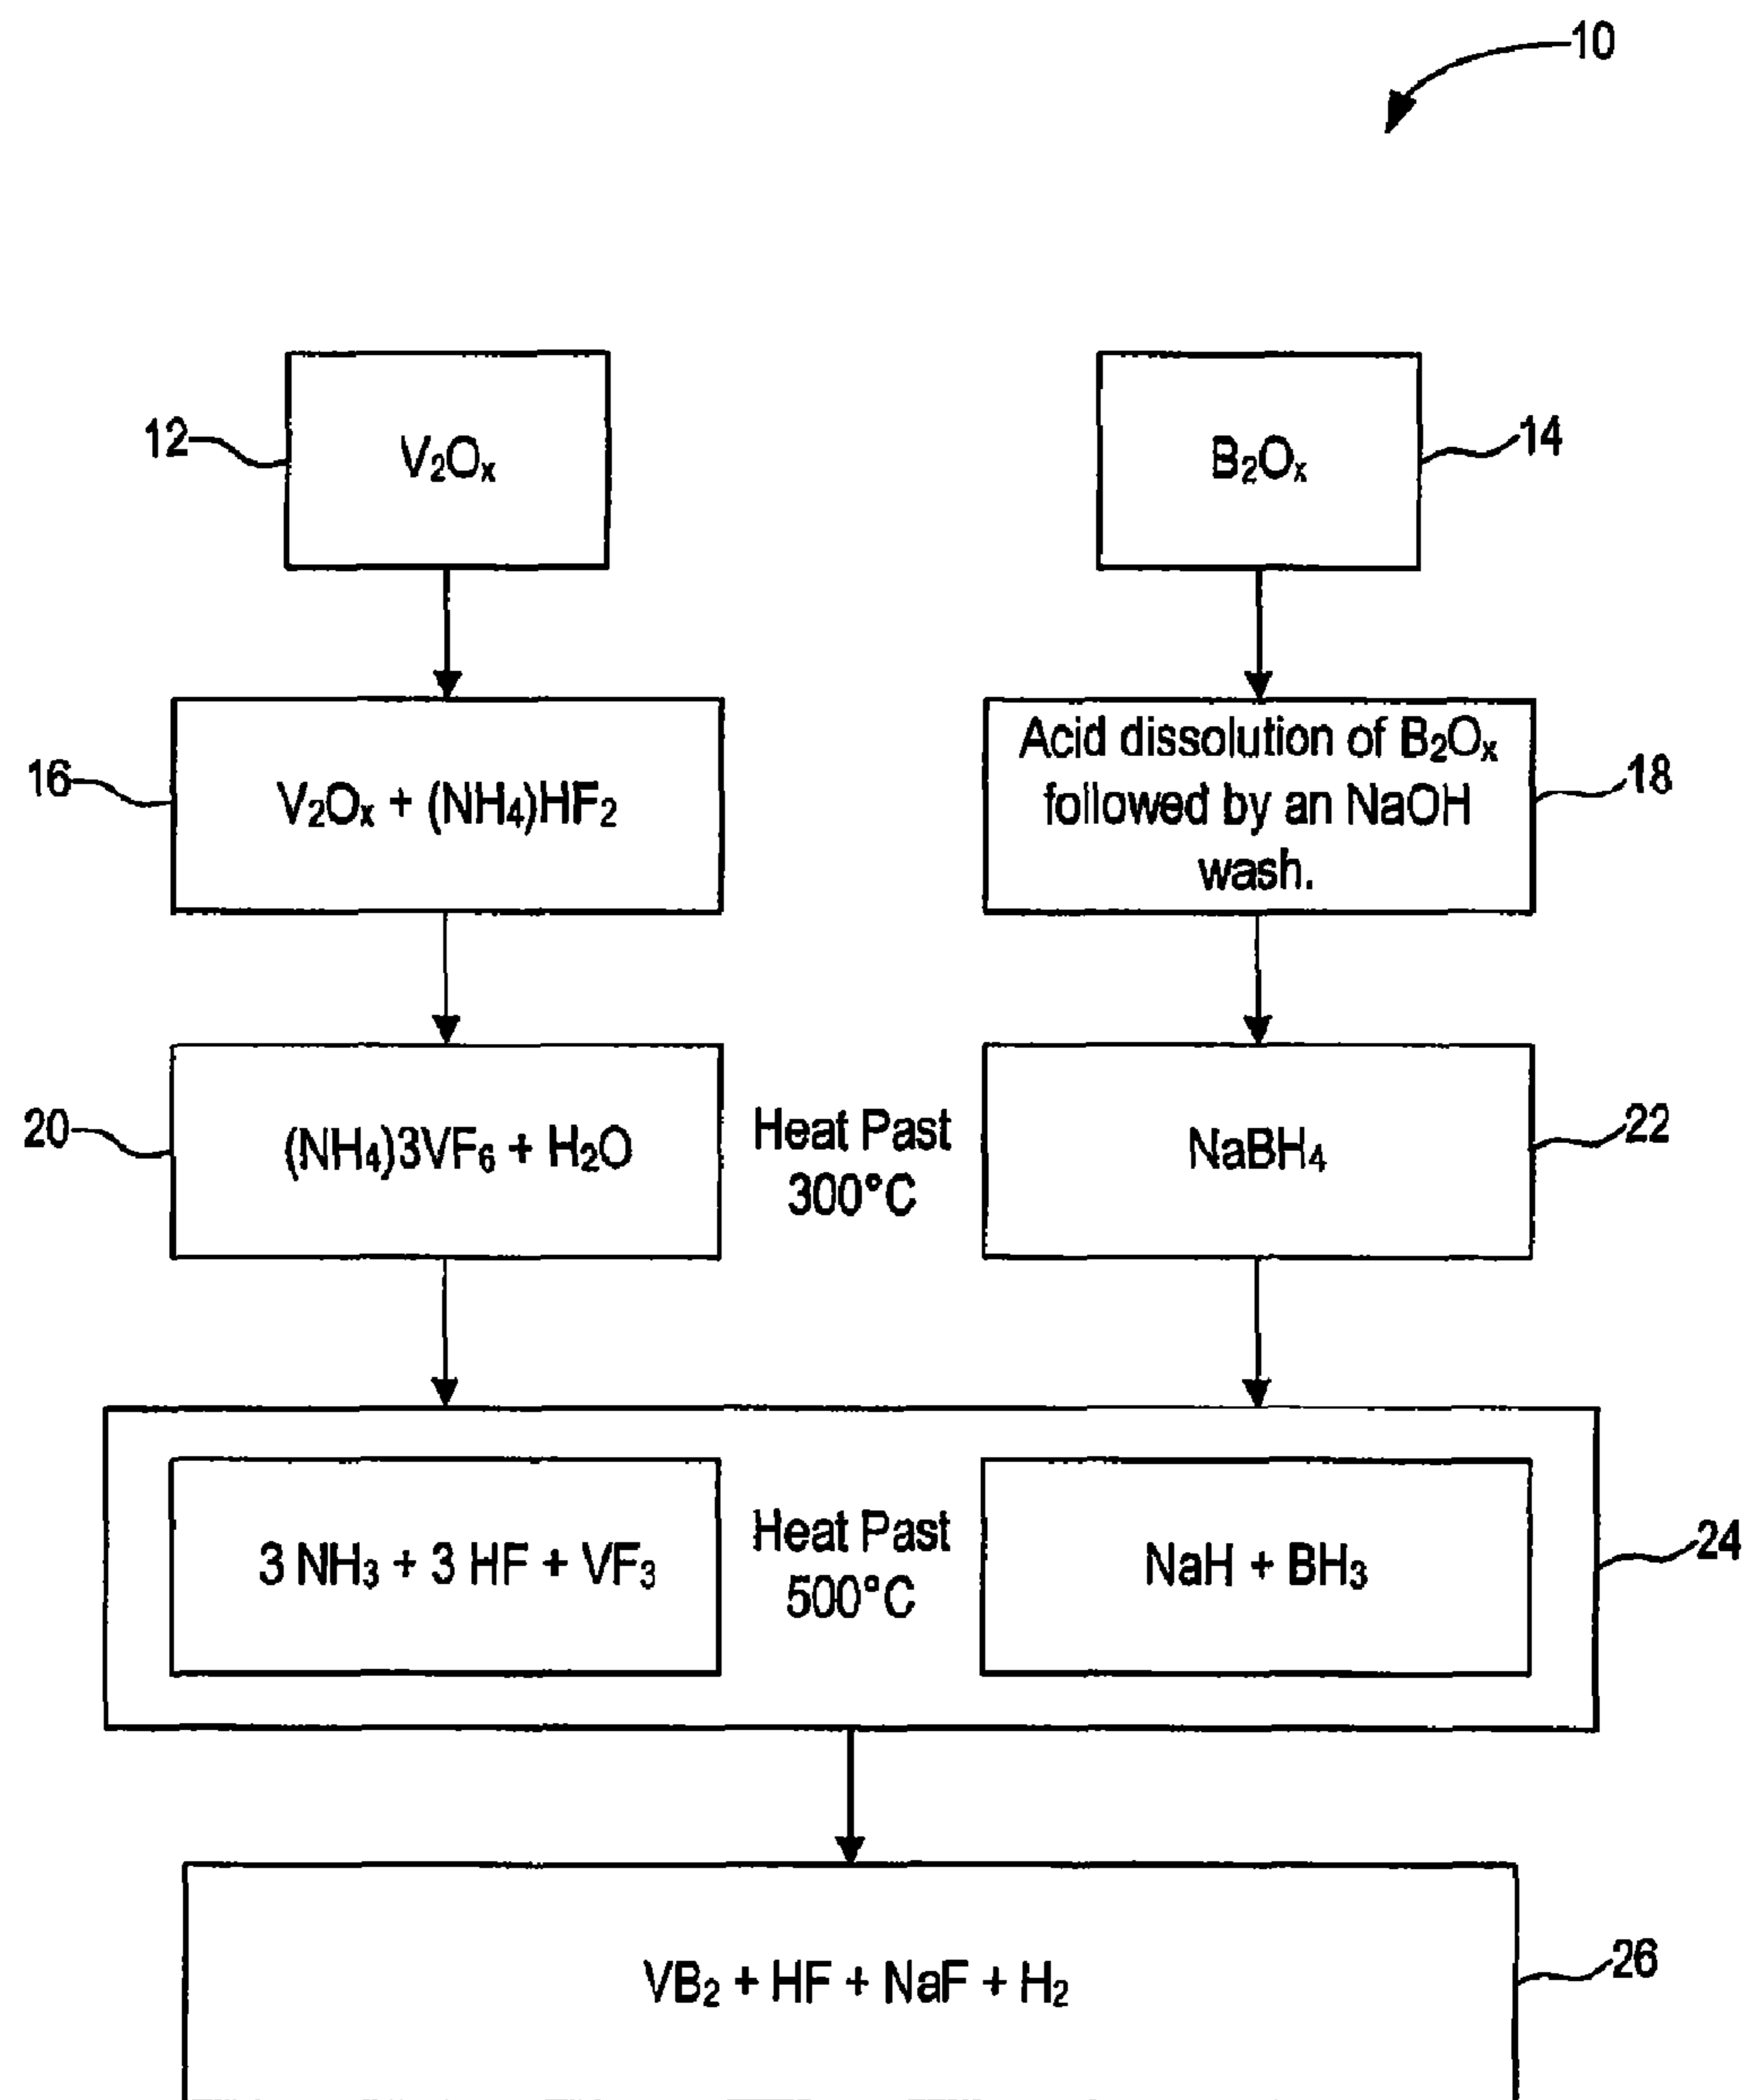 10
12
V₂Oₓ
B₂Oₓ
14
16
V₂Oₓ + (NH₄)HF₂
Acid dissolution of B₂Oₓ
followed by an NaOH
wash.
18
20
(NH₄)3VF₆ + H₂O
Heat Past
300°C
NaBH₄
22
3 NH₃ + 3 HF + VF₃
Heat Past
500°C
NaH + BH₃
24
VB₂ + HF + NaF + H₂
26